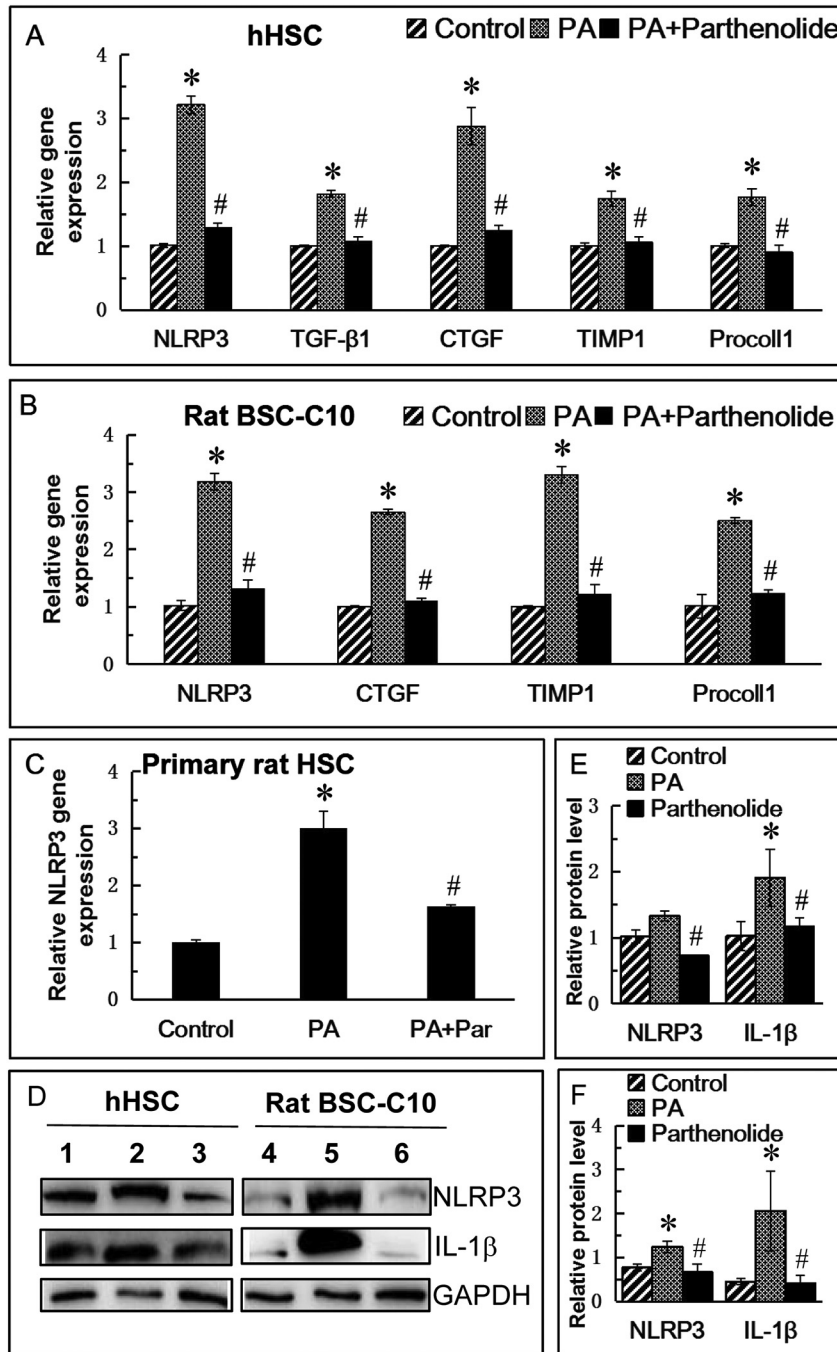 A hHSC Control PA PA+Parthenolide
Relative gene
expression
4
3
2
1
0
* # * # * # * # * #
NLRP3 TGF-β1 CTGF TIMP1 Procoll1
B Rat BSC-C10 Control PA PA+Parthenolide
Relative gene
expression
4
3
2
1
0
* # * # * # * #
NLRP3 CTGF TIMP1 Procoll1
C Primary rat HSC
Relative NLRP3 gene
expression
4
3
2
1
0
* #
Control PA PA+Par
E Control
PA
Parthenolide
Relative protein level
3
2
1
0
# * #
NLRP3 IL-1β
D hHSC Rat BSC-C10
1 2 3 4 5 6
NLRP3
IL-1β
GAPDH
F Control
PA
Parthenolide
Relative protein level
4
3
2
1
0
* # * #
NLRP3 IL-1β